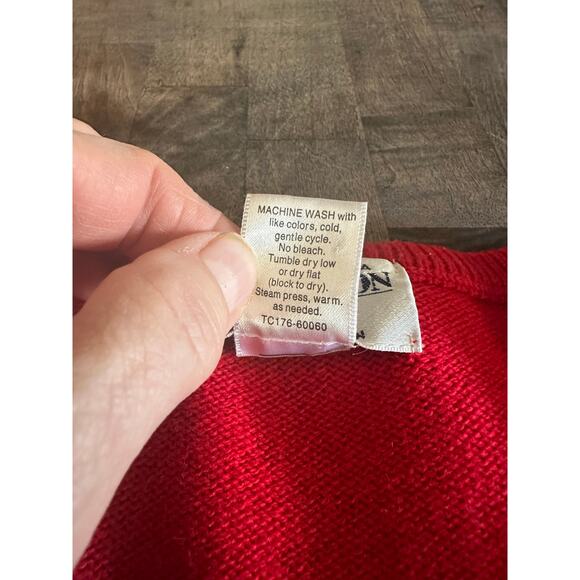 MACHINE WASH with
like colors, cold,
gentle cycle.
No bleach.
Tumble dry low
or dry flat
(block to dry).
Steam press, warm.
as needed.
TC176-60060